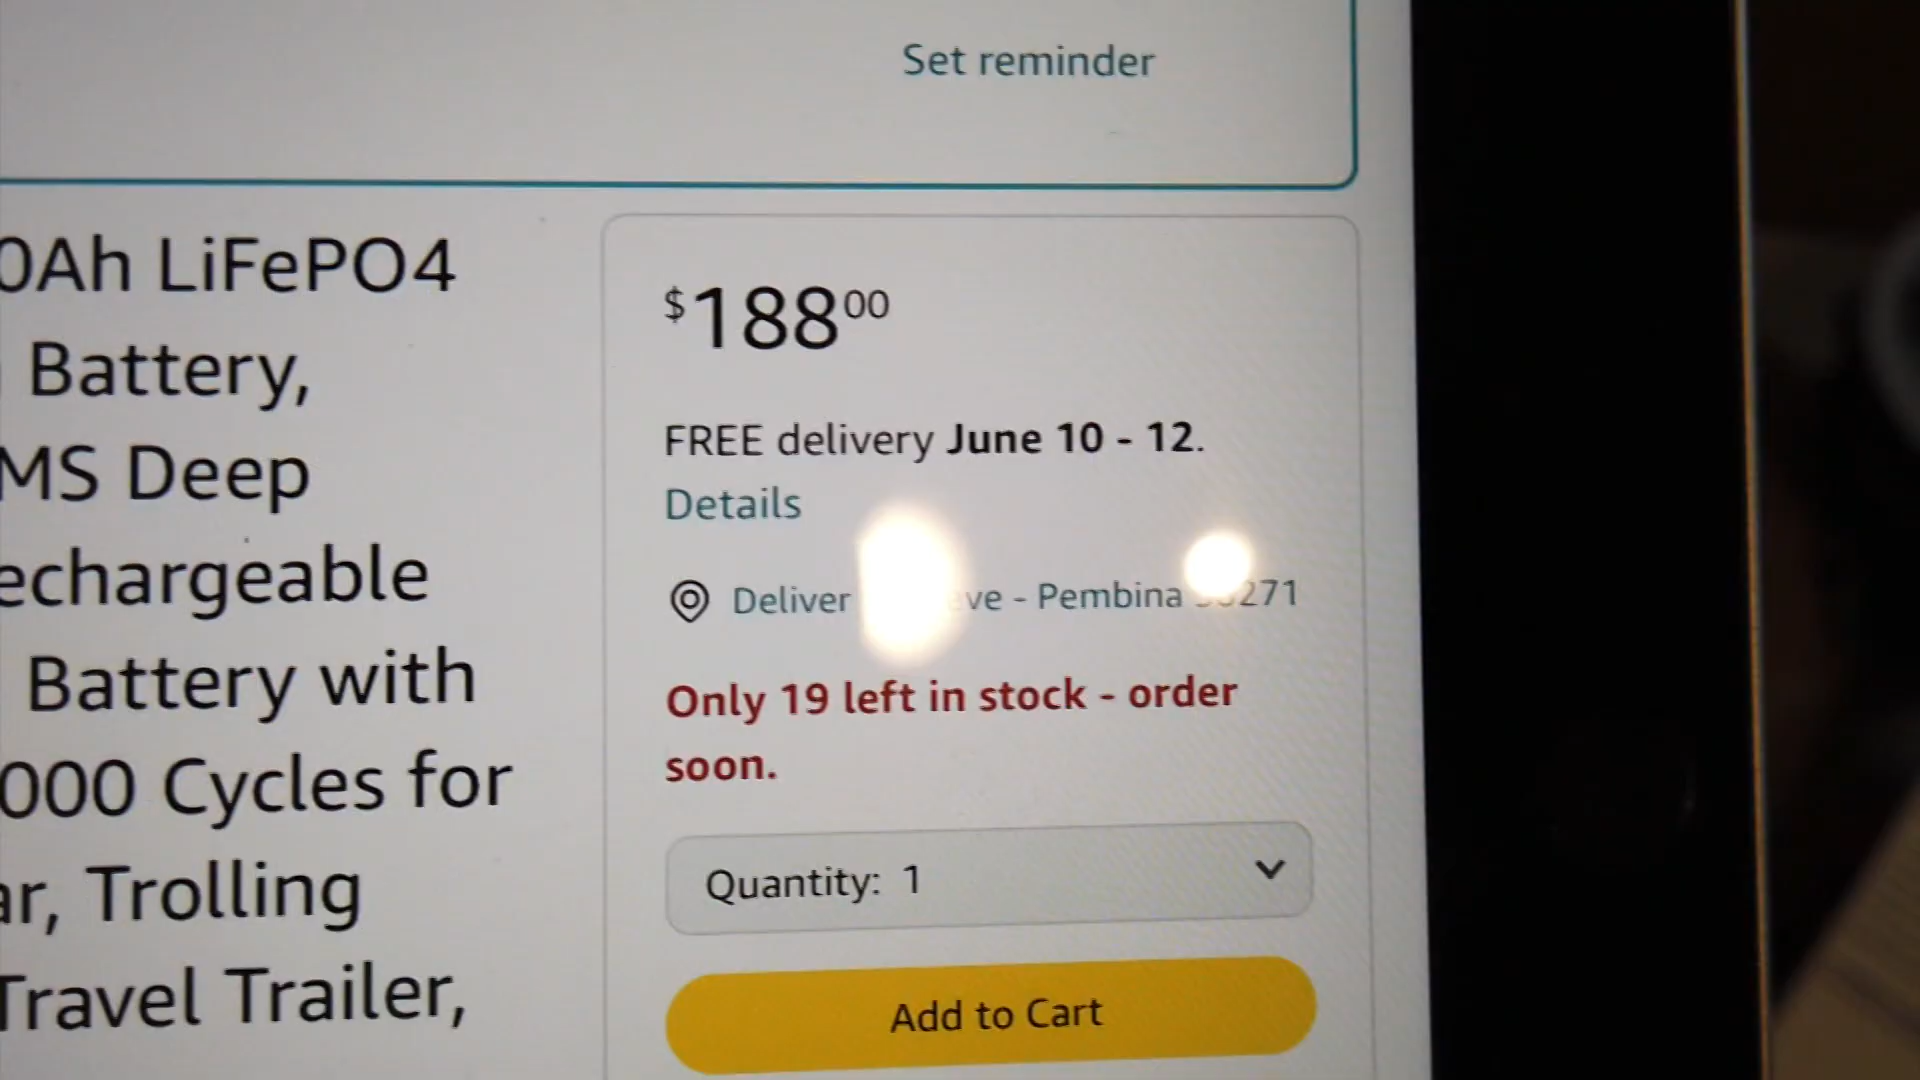 Set reminder
0Ah LiFePO4
Battery,
MS Deep
echargeable
Battery with
000 Cycles for
ar, Trolling
Travel Trailer,
$18800
FREE delivery June 10 - 12.
Details
Deliver ve - Pembina 271
Only 19 left in stock - order
soon.
Quantity: 1
Add to Cart